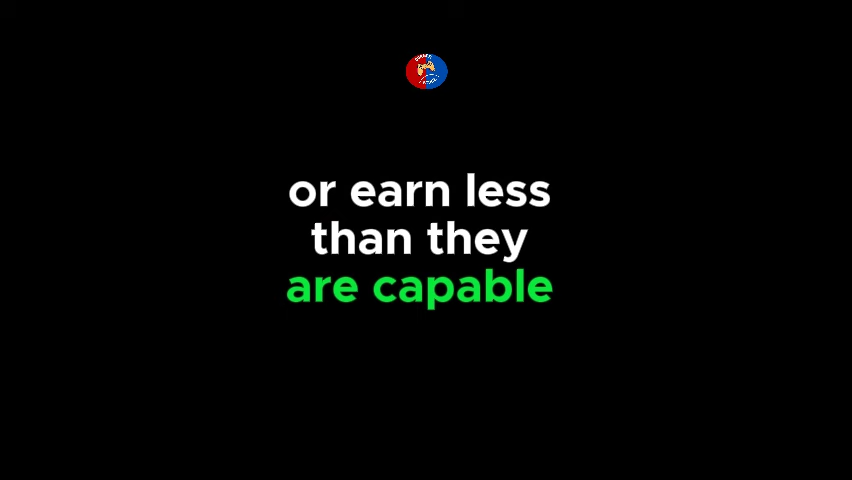 or earn less
than they
are capable